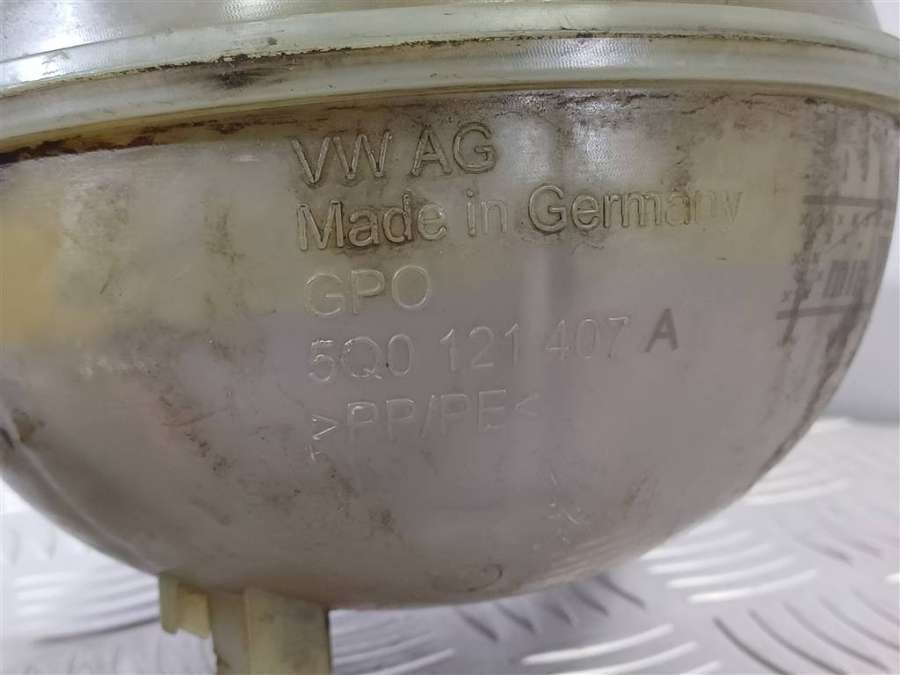 VW AG
Made in Germany
GPO
5Q0 121 407 A
>PP/PE<